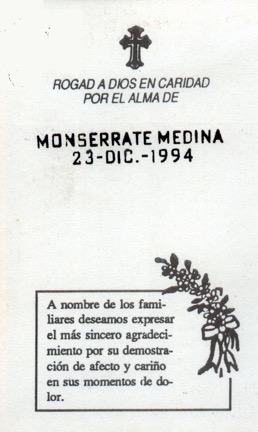 ROGAD A DIOS EN CARIDAD
POR EL ALMA DE
MONSERRATE MEDINA
23-DIC.-1994
A nombre de los fami-
liares deseamos expresar
el más sincero agradeci-
miento por su demostra-
ción de afecto y cariño
en sus momentos de do-
lor.